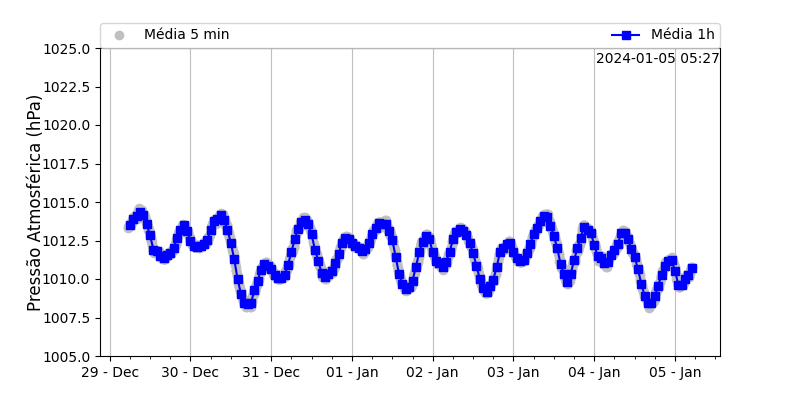 Média 5 min
Média 1h
2024-01-05 05:27
Pressão Atmosférica (hPa)
1025.0
1022.5
1020.0
1017.5
1015.0
1012.5
1010.0
1007.5
1005.0
29 - Dec
30 - Dec
31 - Dec
01 - Jan
02 - Jan
03 - Jan
04 - Jan
05 - Jan